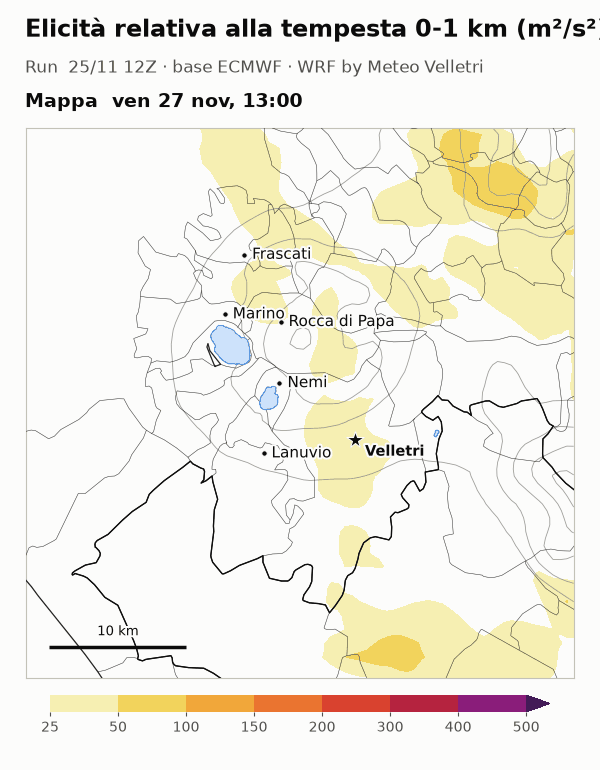 Elicità relativa alla tempesta 0-1 km (m²/s²)
Run 25/11 12Z · base ECMWF · WRF by Meteo Velletri
Mappa ven 27 nov, 13:00
Frascati
Marino
Rocca di Papa
Nemi
Velletri
Lanuvio
10 km
25 50 100 150 200 300 400 500